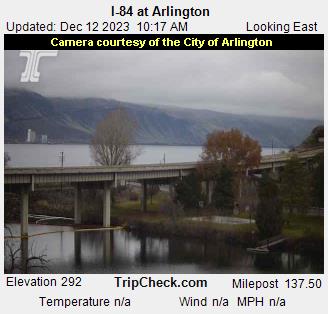 I-84 at Arlington
Updated: Dec 12 2023 10:17 AM Looking East
Camera courtesy of the City of Arlington
Elevation 292 TripCheck.com Milepost 137.50
Temperature n/a Wind n/a MPH n/a